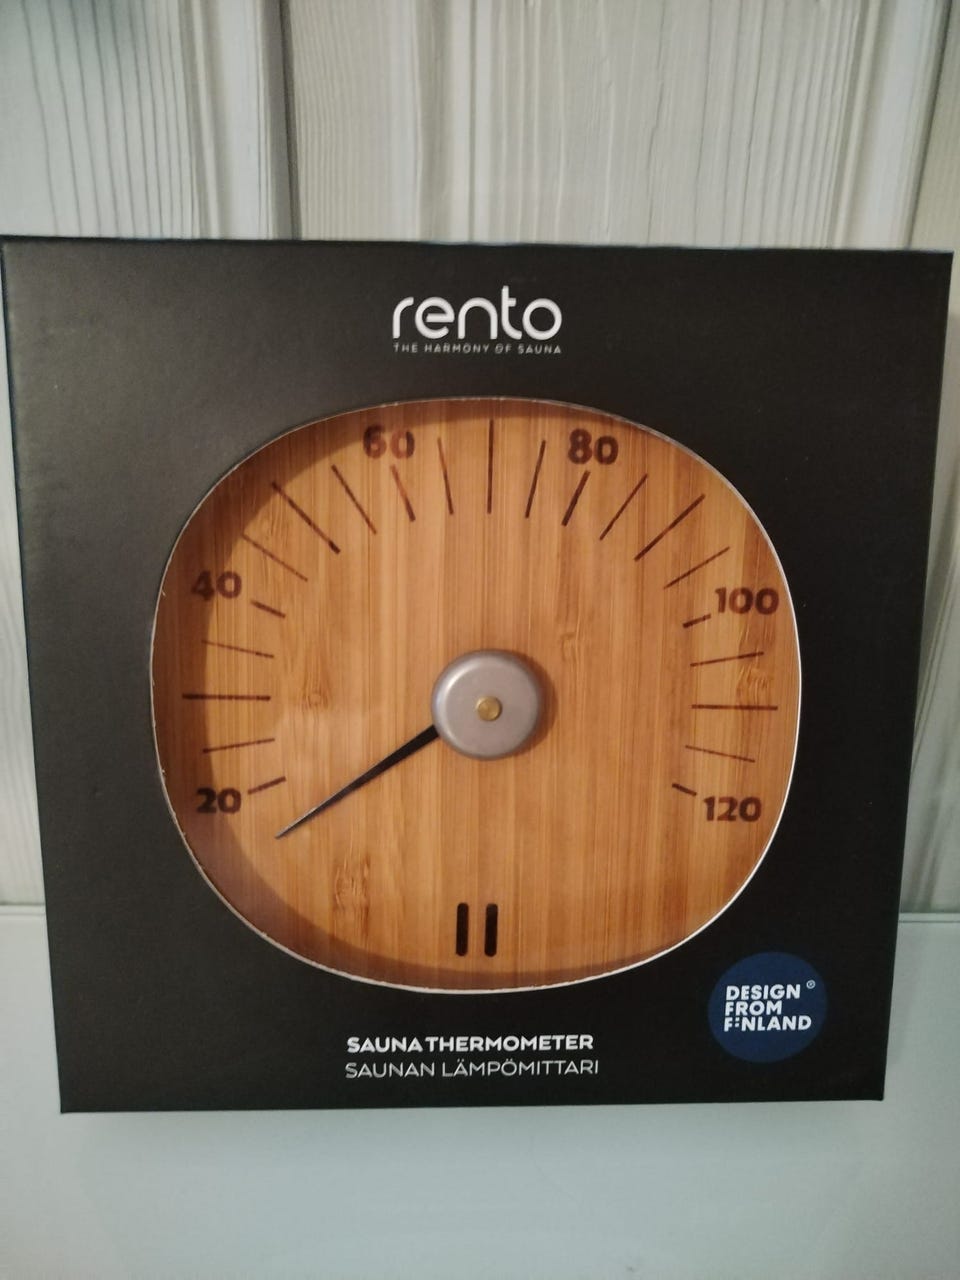 rento
THE HARMONY OF SAUNA
60
80
40
100
20
120
DESIGN ®
FROM
FINLAND
SAUNA THERMOMETER
SAUNAN LÄMPÖMITTARI